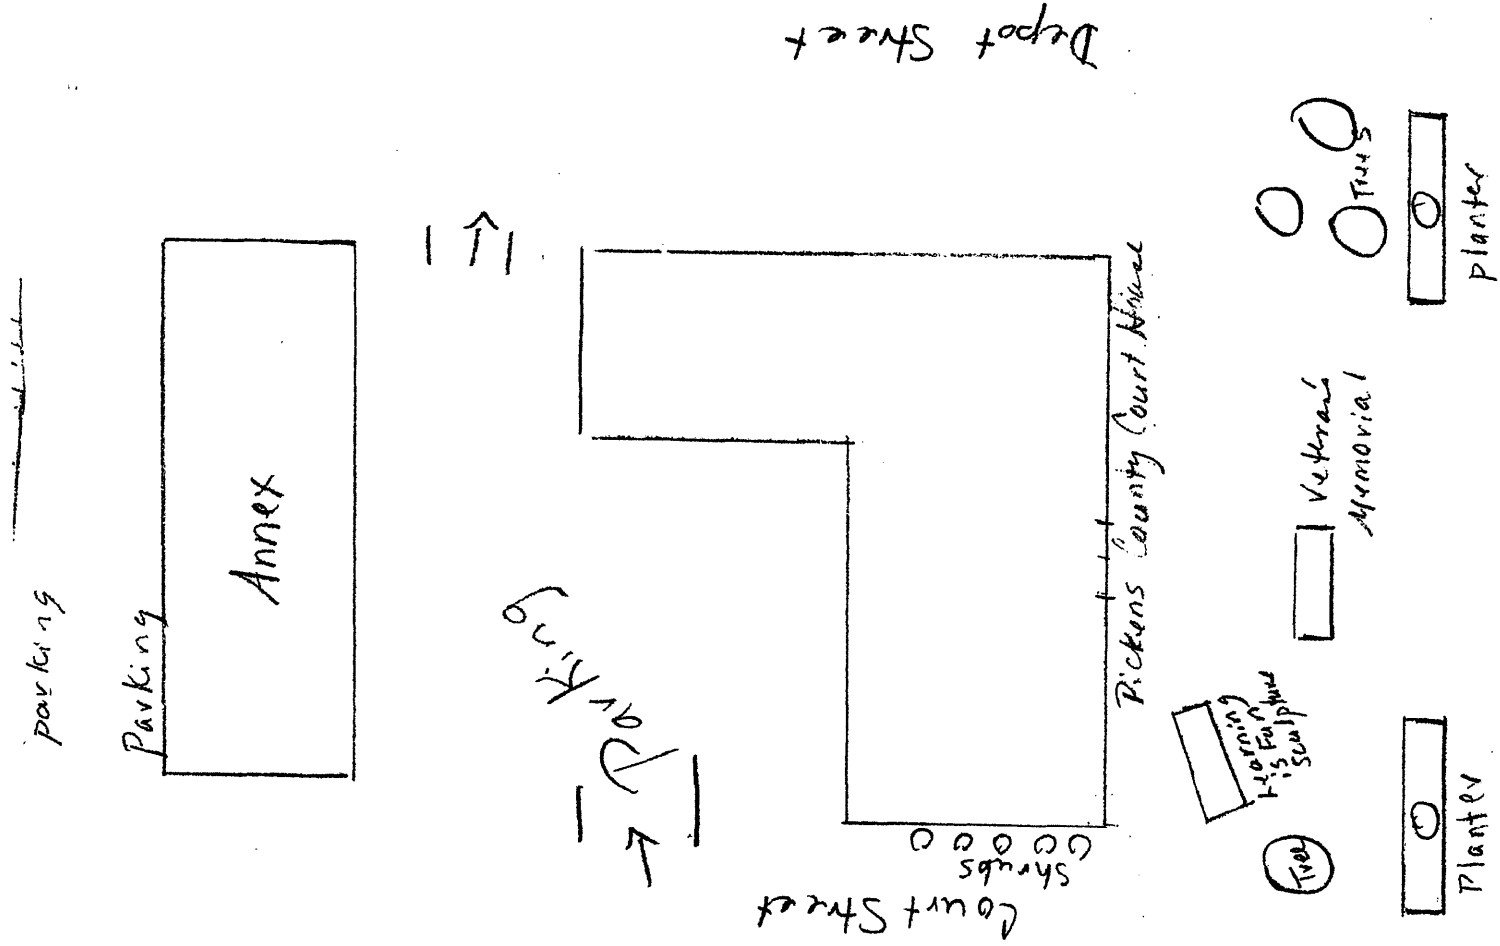 Depot Street
parking
Parking
Annex
Parking
Pickens County Court House
Trees
planter
Veterans
Memorial
Learning
is Fun
Sculpture
Planter
Tree
Shrubs
Court Street